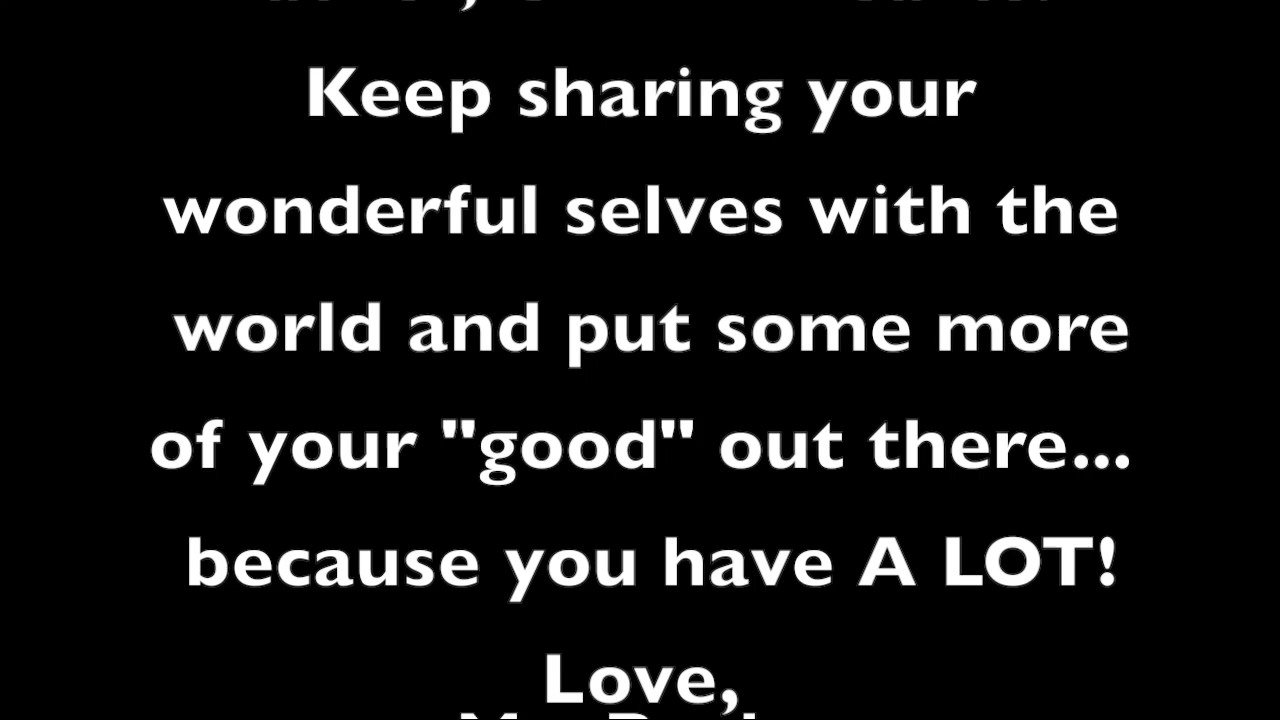 Keep sharing your
wonderful selves with the
world and put some more
of your "good" out there...
because you have A LOT!
Love,